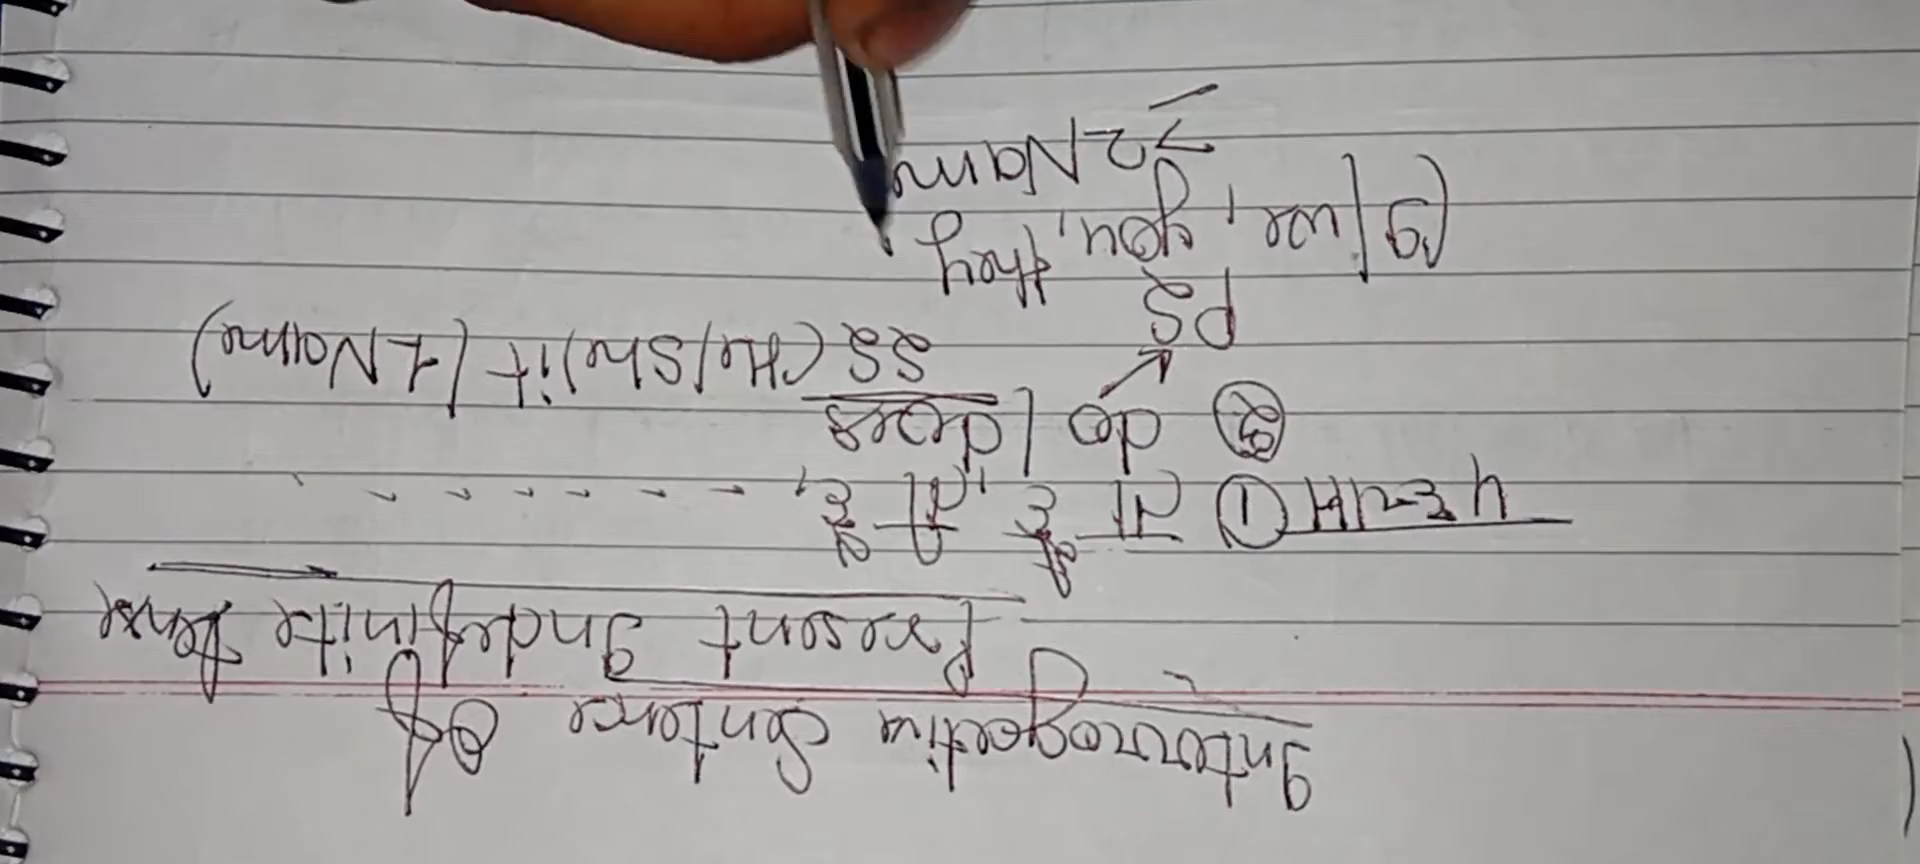 Interrogative Sentence of
Present Indefinite Tense
पहचान ① ता है, ते है,
② do / does
PS SS (He/She/it/1 Name)
(I/we, you, they
2 Name